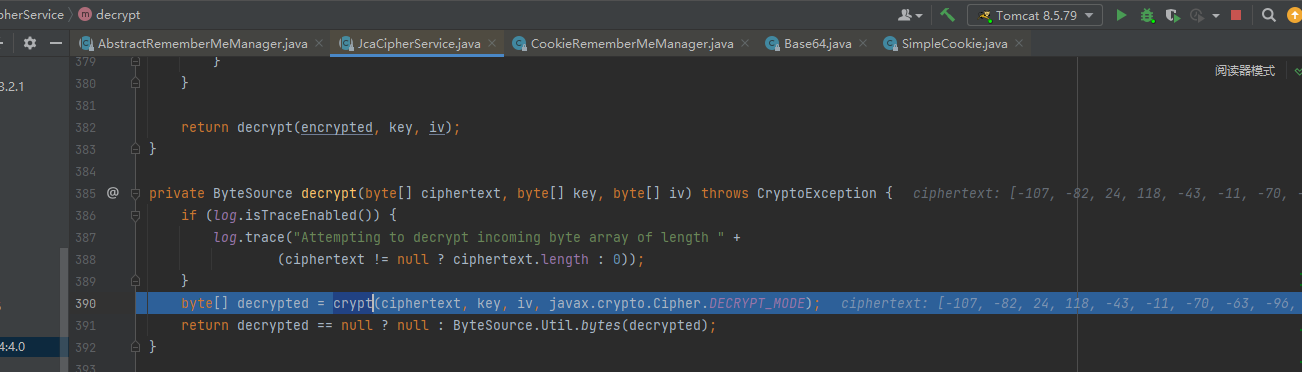 pherService decrypt Tomcat 8.5.79
AbstractRememberMeManager.java JcaCipherService.java CookieRememberMeManager.java Base64.java SimpleCookie.java
379 }
3.2.1 380 } 阅读器模式
381
382 return decrypt(encrypted, key, iv);
383 }
384
385 @ private ByteSource decrypt(byte[] ciphertext, byte[] key, byte[] iv) throws CryptoException { ciphertext: [-107, -82, 24, 118, -43, -11, -70, -
386 if (log.isTraceEnabled()) {
387 log.trace("Attempting to decrypt incoming byte array of length " +
388 (ciphertext != null ? ciphertext.length : 0));
389 }
390 byte[] decrypted = crypt(ciphertext, key, iv, javax.crypto.Cipher.DECRYPT_MODE); ciphertext: [-107, -82, 24, 118, -43, -11, -70, -63, -96,
391 return decrypted == null ? null : ByteSource.Util.bytes(decrypted);
4:4.0 392 }
393